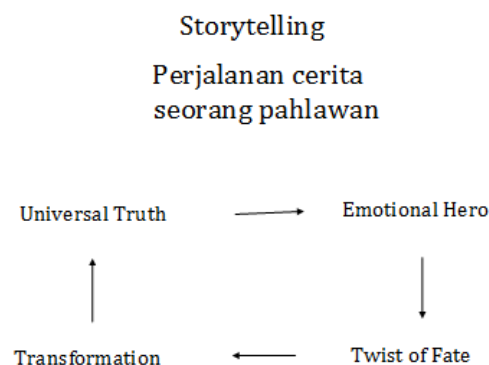 Storytelling
Perjalanan cerita
seorang pahlawan
Universal Truth
Emotional Hero
Transformation
Twist of Fate